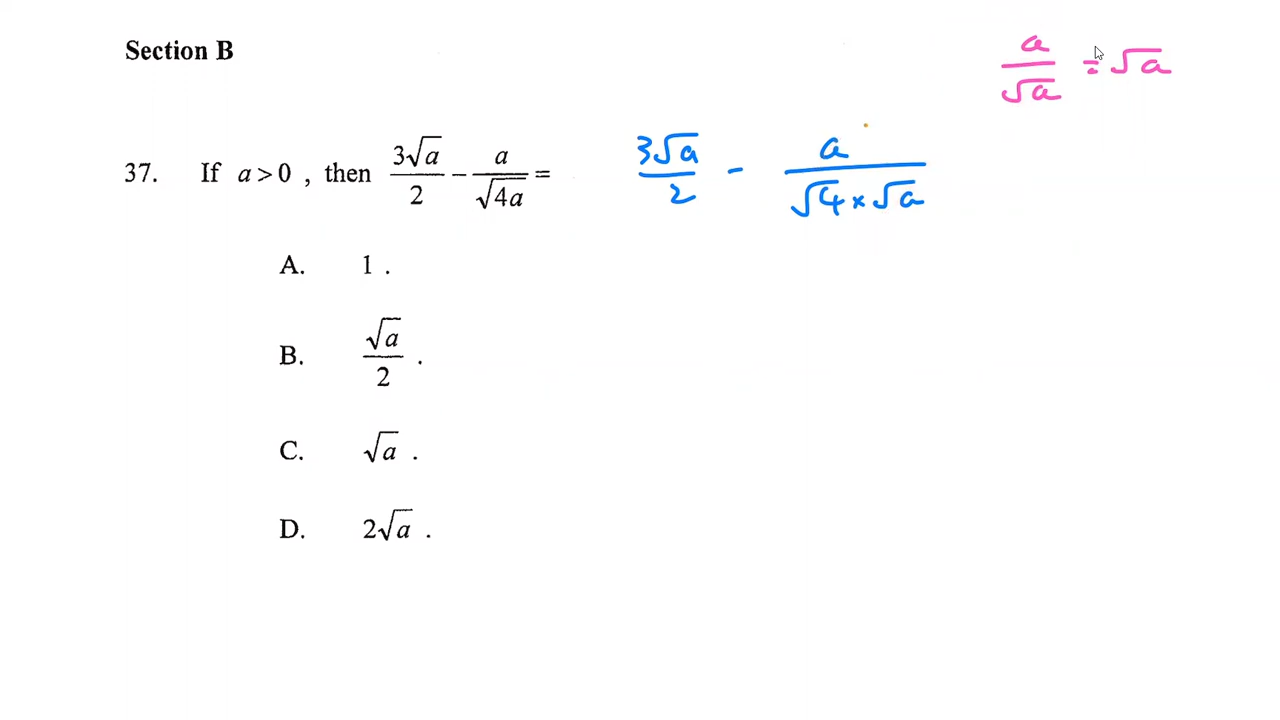 Section B
a/√a ÷ √a
37. If a > 0 , then 3√a/2 − a/√4a =
3√a/2 − a/√4 × √a
A. 1 .
B. √a/2 .
C. √a .
D. 2√a .